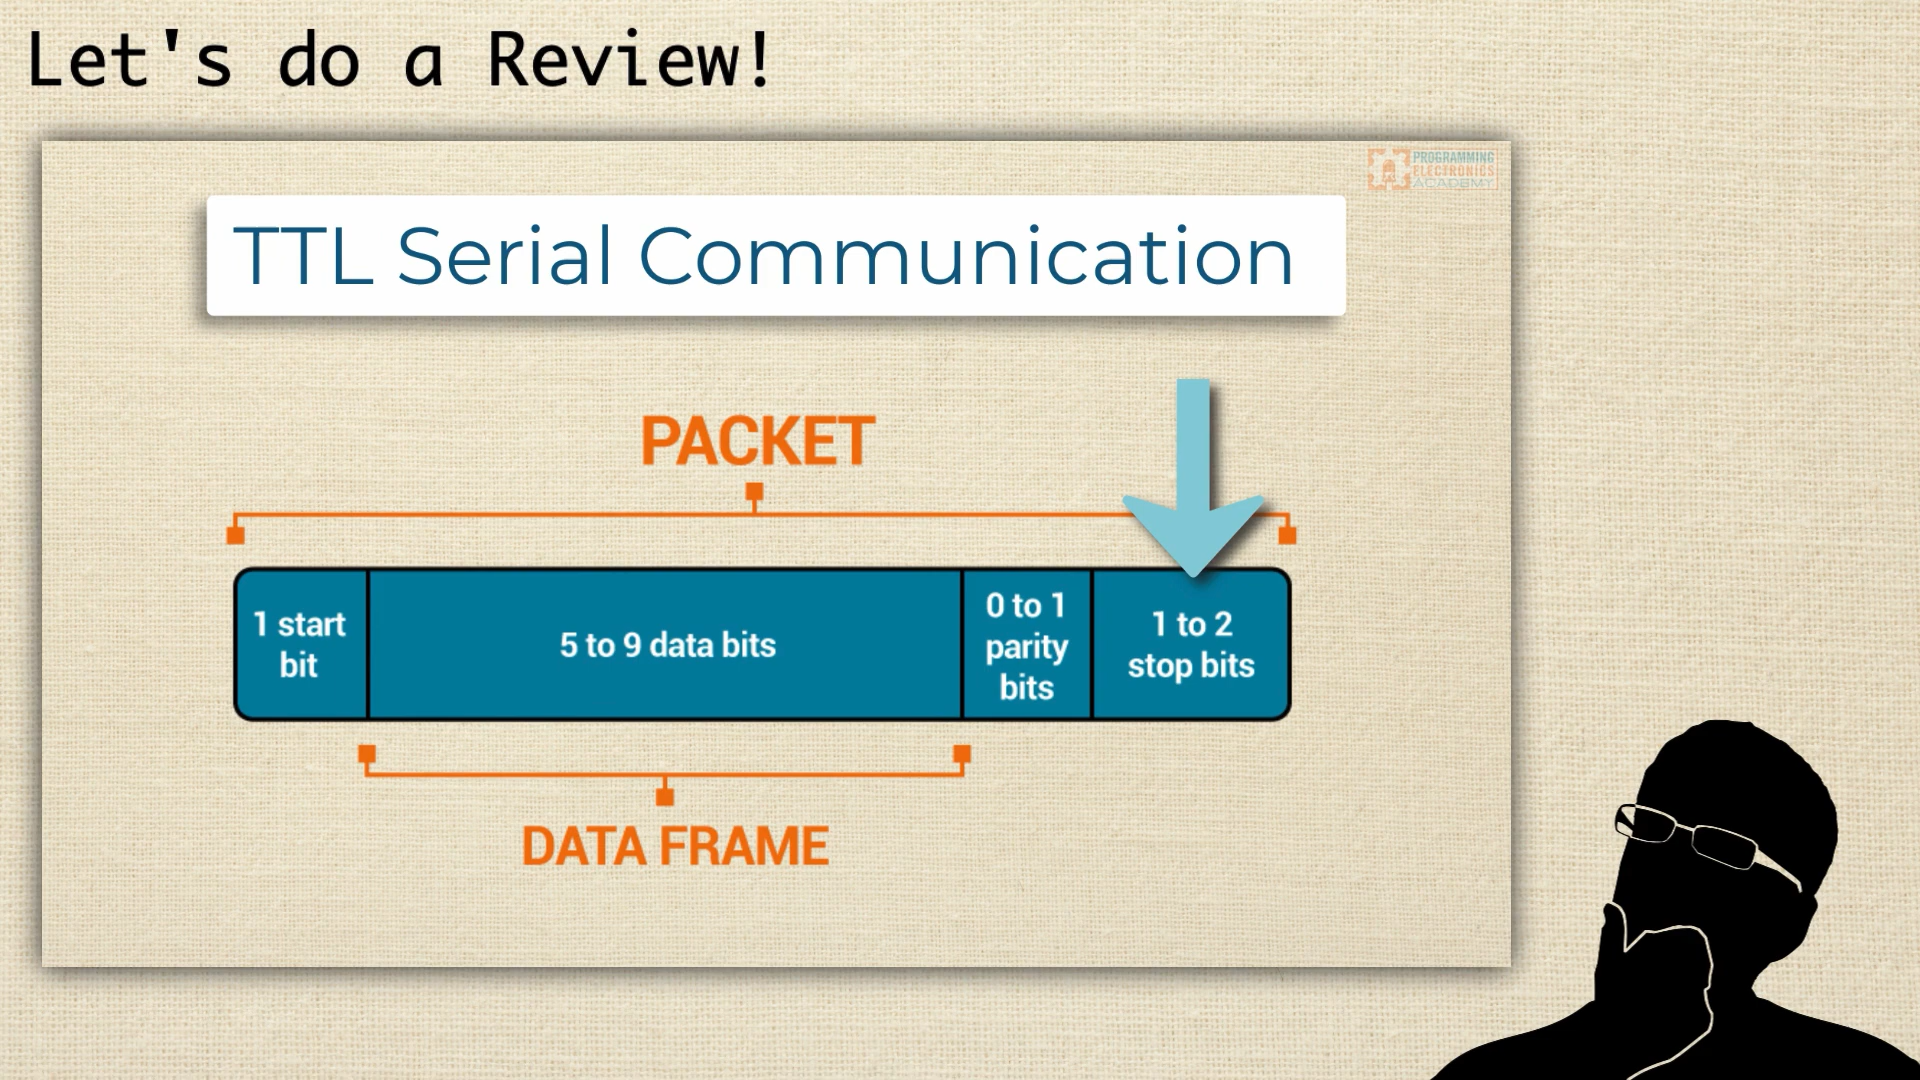 Let's do a Review!
PROGRAMMING
ELECTRONICS
ACADEMY
TTL Serial Communication
PACKET
1 start
bit
5 to 9 data bits
0 to 1
parity
bits
1 to 2
stop bits
DATA FRAME